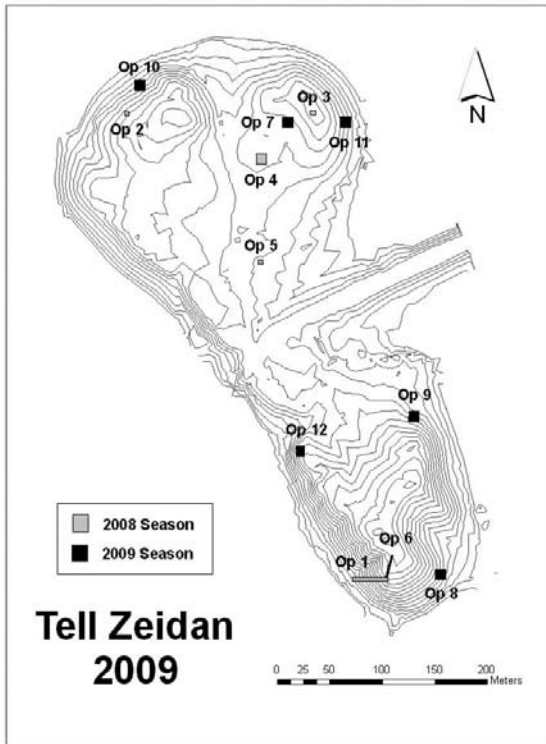 Op 10
Op 3
Op 2
Op 7
Op 11
N
Op 4
Op 5
Op 9
Op 12
2008 Season
2009 Season
Op 6
Op 1
Op 8
Tell Zeidan
2009
0 25 50 100 150 200
Meters